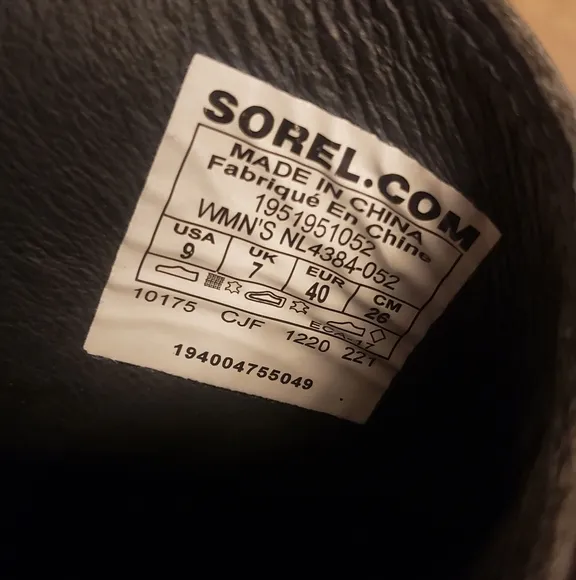 SOREL.COM
MADE IN CHINA
Fabriqué En Chine
1951951052
WMN'S NL4384-052
USA UK EUR CM
9 7 40 26
10175 CJF 1220 221
194004755049